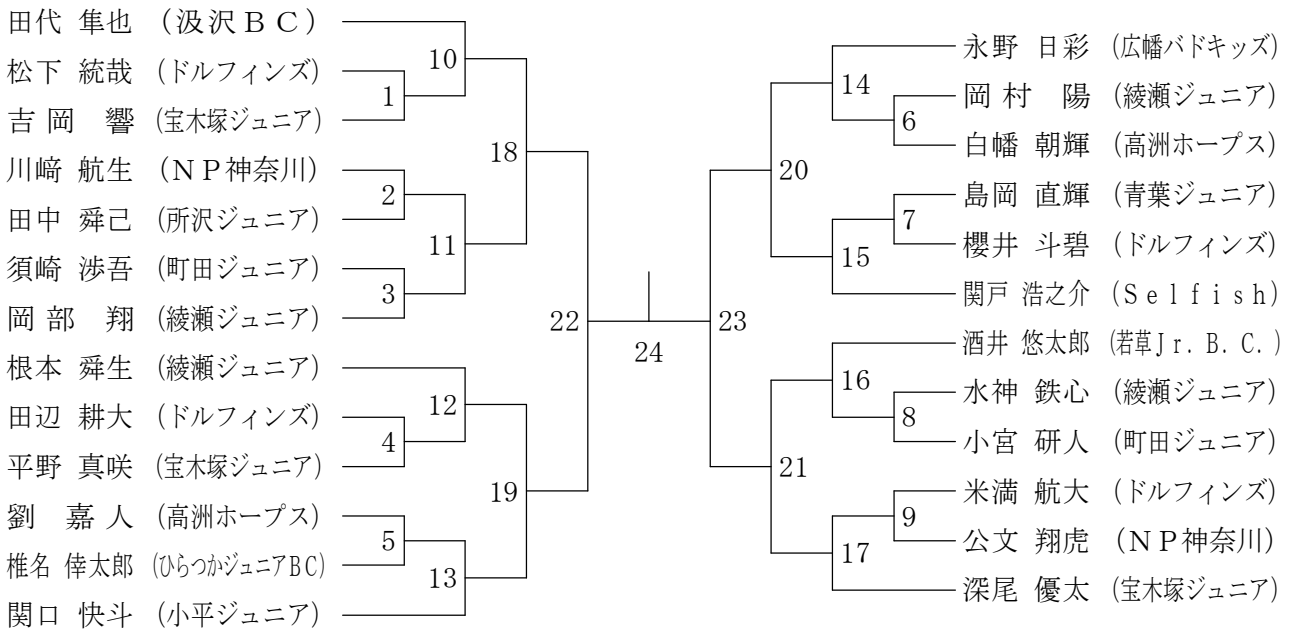 田代 隼也 (汲沢ＢＣ)
松下 統哉 (ドルフィンズ)
吉岡 響 (宝木塚ジュニア)
川﨑 航生 (ＮＰ神奈川)
田中 舜己 (所沢ジュニア)
須崎 渉吾 (町田ジュニア)
岡部 翔 (綾瀬ジュニア)
根本 舜生 (綾瀬ジュニア)
田辺 耕大 (ドルフィンズ)
平野 真咲 (宝木塚ジュニア)
劉 嘉人 (高洲ホープス)
椎名 倖太郎 (ひらつかジュニアBC)
関口 快斗 (小平ジュニア)
10
1
18
2
11
3
22
12
4
19
5
13
24
永野 日彩 (広幡バドキッズ)
岡村 陽 (綾瀬ジュニア)
白幡 朝輝 (高洲ホープス)
島岡 直輝 (青葉ジュニア)
櫻井 斗碧 (ドルフィンズ)
関戸 浩之介 (Ｓｅｌｆｉｓｈ)
酒井 悠太郎 (若草Jr.B.C.)
水神 鉄心 (綾瀬ジュニア)
小宮 研人 (町田ジュニア)
米満 航大 (ドルフィンズ)
公文 翔虎 (ＮＰ神奈川)
深尾 優太 (宝木塚ジュニア)
14
6
20
7
15
23
16
8
21
9
17